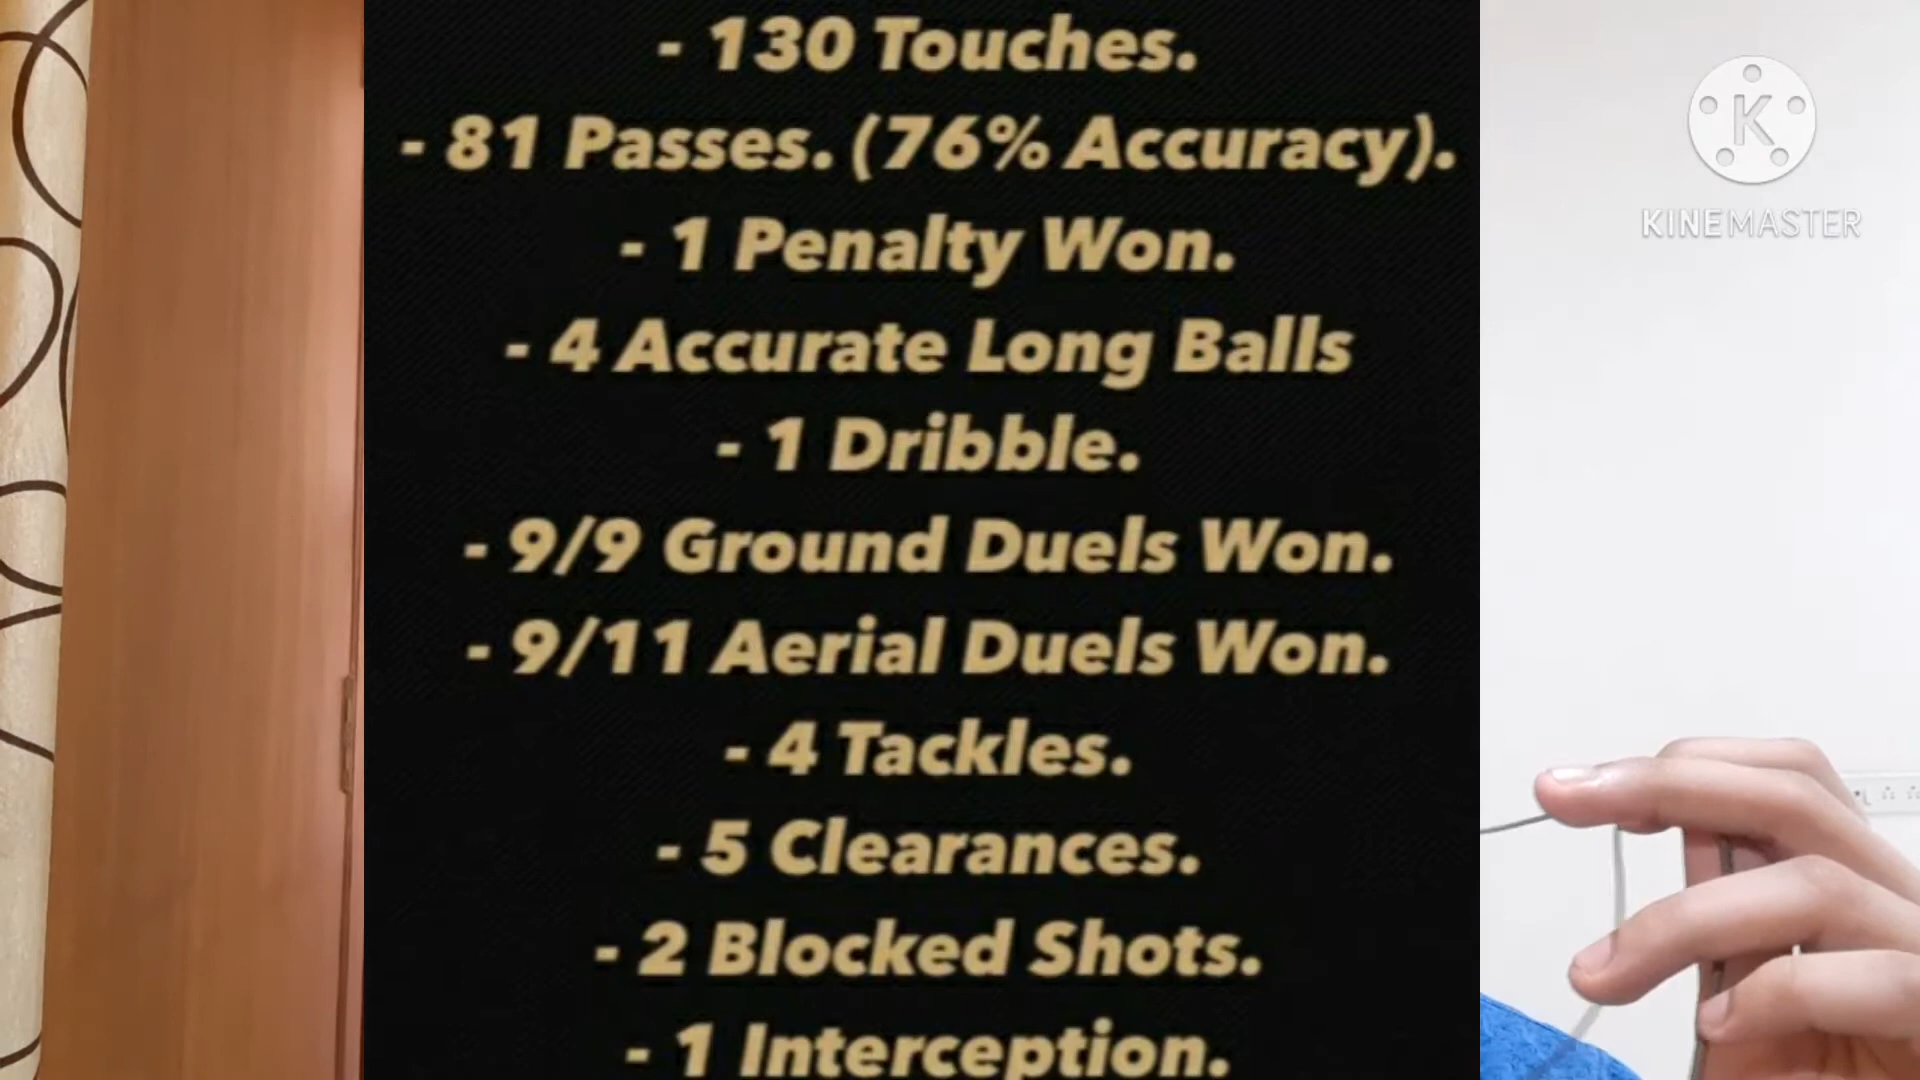 - 130 Touches.
- 81 Passes. (76% Accuracy).
- 1 Penalty Won.
- 4 Accurate Long Balls
- 1 Dribble.
- 9/9 Ground Duels Won.
- 9/11 Aerial Duels Won.
- 4 Tackles.
- 5 Clearances.
- 2 Blocked Shots.
- 1 Interception.
K
KINEMASTER